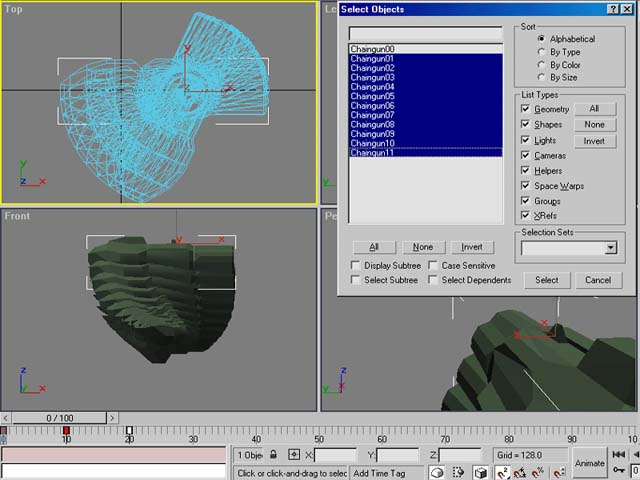 Top
Le
Select Objects
Chaingun00
Chaingun01
Chaingun02
Chaingun03
Chaingun04
Chaingun05
Chaingun06
Chaingun07
Chaingun08
Chaingun09
Chaingun10
Chaingun11
Sort
Alphabetical
By Type
By Color
By Size
List Types
Geometry
Shapes
Lights
Cameras
Helpers
Space Warps
Groups
XRefs
All
None
Invert
All None Invert
Display Subtree Case Sensitive
Select Subtree Select Dependents
Selection Sets
Select Cancel
y
x
y
z x
Front
y x
z
x
Pe
x
z
x
0 / 100
0 10 20 30 40 50 60 70 80 90 100
1 Obje X: Y: Z: Grid = 128.0
Click or click-and-drag to selec Add Time Tag
Animate
0